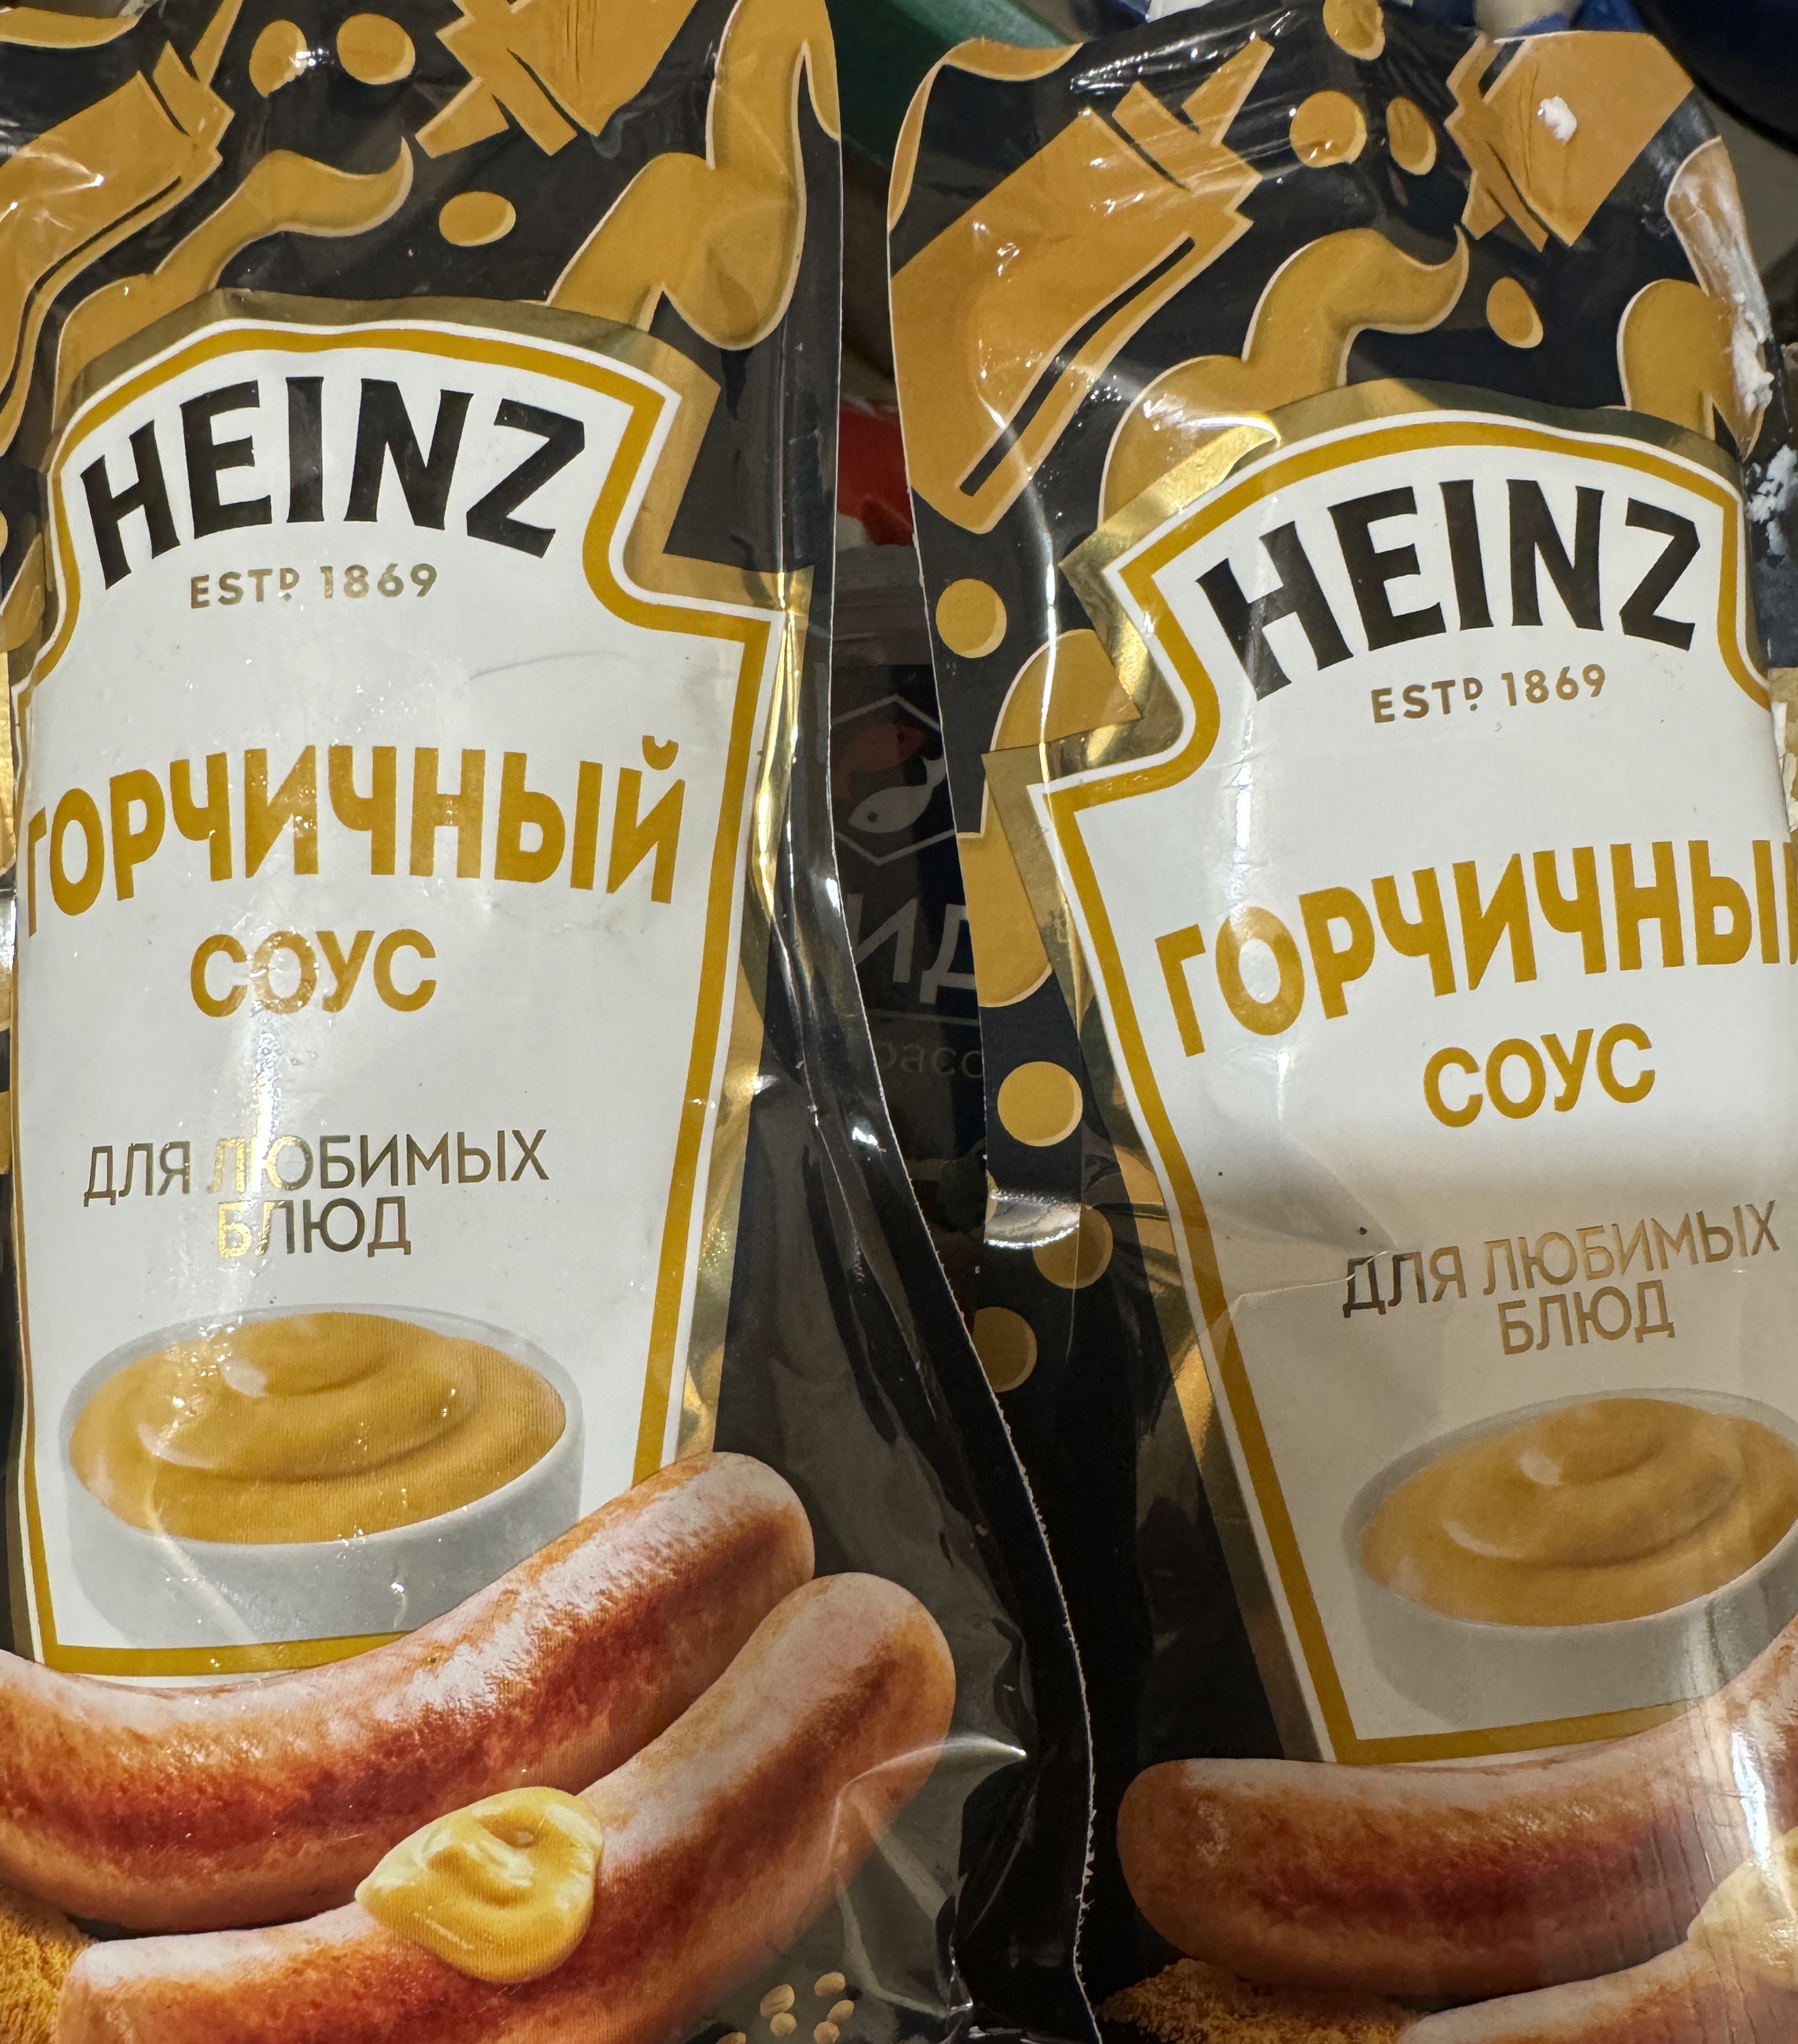 HEINZ
ESTD 1869
ГОРЧИЧНЫЙ
СОУС
ДЛЯ ЛЮБИМЫХ
БЛЮД
HEINZ
ESTD 1869
ГОРЧИЧНЫЙ
СОУС
ДЛЯ ЛЮБИМЫХ
БЛЮД